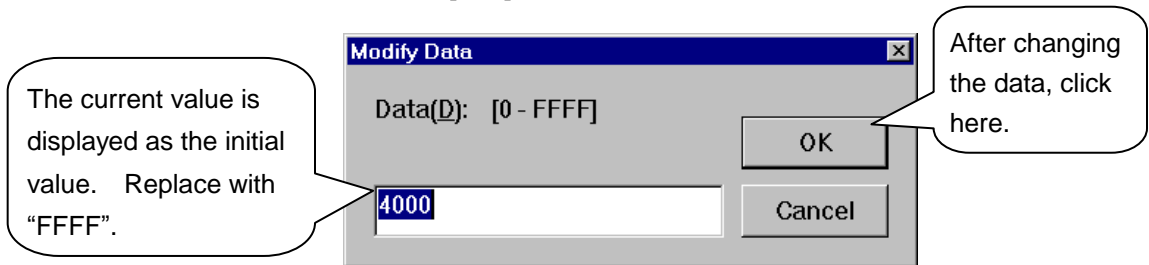 The current value is
displayed as the initial
value. Replace with
“FFFF”.
Modify Data
Data(D): [0 - FFFF]
4000
OK
Cancel
After changing
the data, click
here.